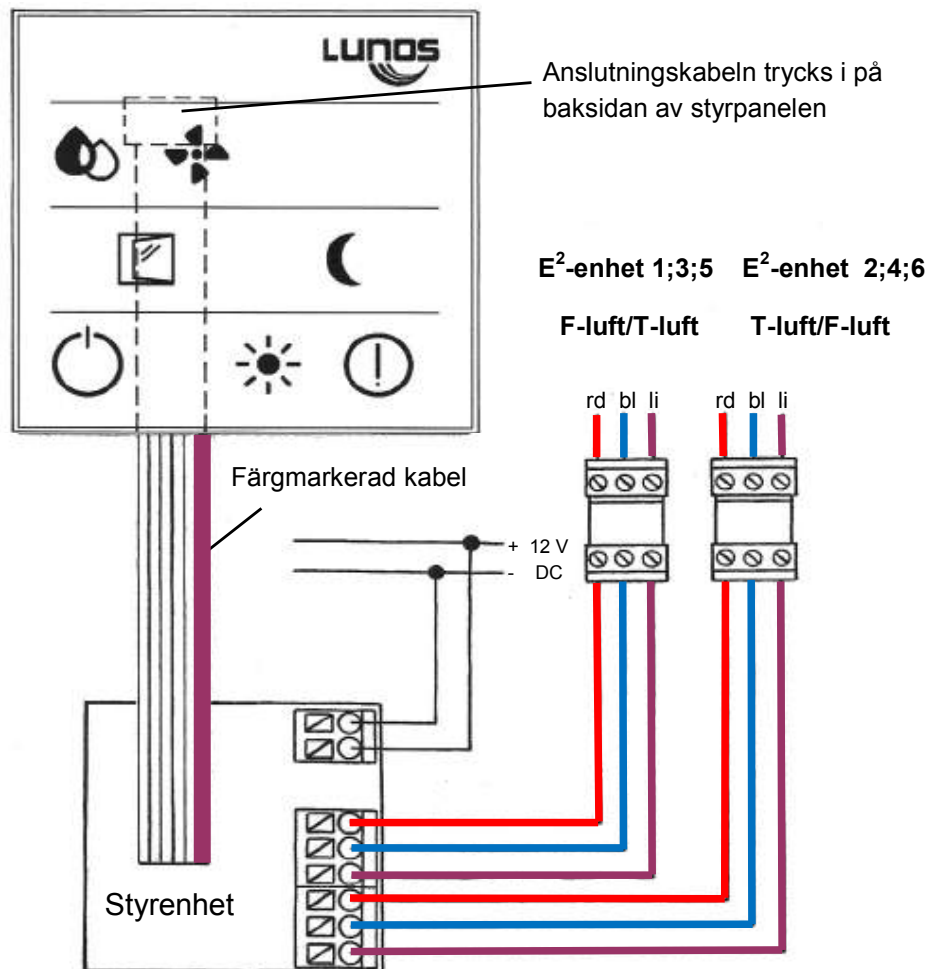 LUNOS
Anslutningskabeln trycks i på
baksidan av styrpanelen
E²-enhet 1;3;5 E²-enhet 2;4;6
F-luft/T-luft T-luft/F-luft
rd bl li rd bl li
Färgmarkerad kabel
+ 12 V
- DC
Styrenhet